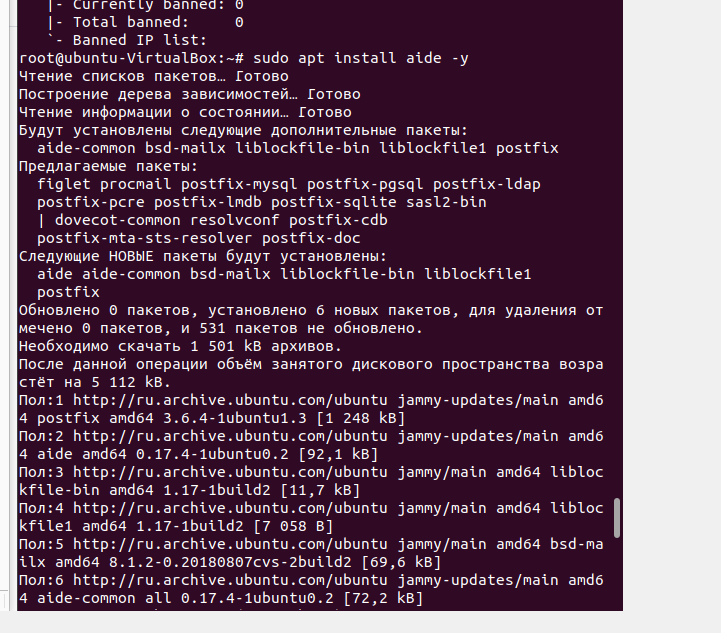 |- Currently banned: 0
|- Total banned:     0
`- Banned IP list:
root@ubuntu-VirtualBox:~# sudo apt install aide -y
Чтение списков пакетов… Готово
Построение дерева зависимостей… Готово
Чтение информации о состоянии… Готово
Будут установлены следующие дополнительные пакеты:
  aide-common bsd-mailx liblockfile-bin liblockfile1 postfix
Предлагаемые пакеты:
  figlet procmail postfix-mysql postfix-pgsql postfix-ldap
  postfix-pcre postfix-lmdb postfix-sqlite sasl2-bin
  | dovecot-common resolvconf postfix-cdb
  postfix-mta-sts-resolver postfix-doc
Следующие НОВЫЕ пакеты будут установлены:
  aide aide-common bsd-mailx liblockfile-bin liblockfile1
  postfix
Обновлено 0 пакетов, установлено 6 новых пакетов, для удаления от
мечено 0 пакетов, и 531 пакетов не обновлено.
Необходимо скачать 1 501 kB архивов.
После данной операции объём занятого дискового пространства возра
стёт на 5 112 kB.
Пол:1 http://ru.archive.ubuntu.com/ubuntu jammy-updates/main amd6
4 postfix amd64 3.6.4-1ubuntu1.3 [1 248 kB]
Пол:2 http://ru.archive.ubuntu.com/ubuntu jammy-updates/main amd6
4 aide amd64 0.17.4-1ubuntu0.2 [92,1 kB]
Пол:3 http://ru.archive.ubuntu.com/ubuntu jammy/main amd64 libloc
kfile-bin amd64 1.17-1build2 [11,7 kB]
Пол:4 http://ru.archive.ubuntu.com/ubuntu jammy/main amd64 libloc
kfile1 amd64 1.17-1build2 [7 058 B]
Пол:5 http://ru.archive.ubuntu.com/ubuntu jammy/main amd64 bsd-ma
ilx amd64 8.1.2-0.20180807cvs-2build2 [69,6 kB]
Пол:6 http://ru.archive.ubuntu.com/ubuntu jammy-updates/main amd6
4 aide-common all 0.17.4-1ubuntu0.2 [72,2 kB]